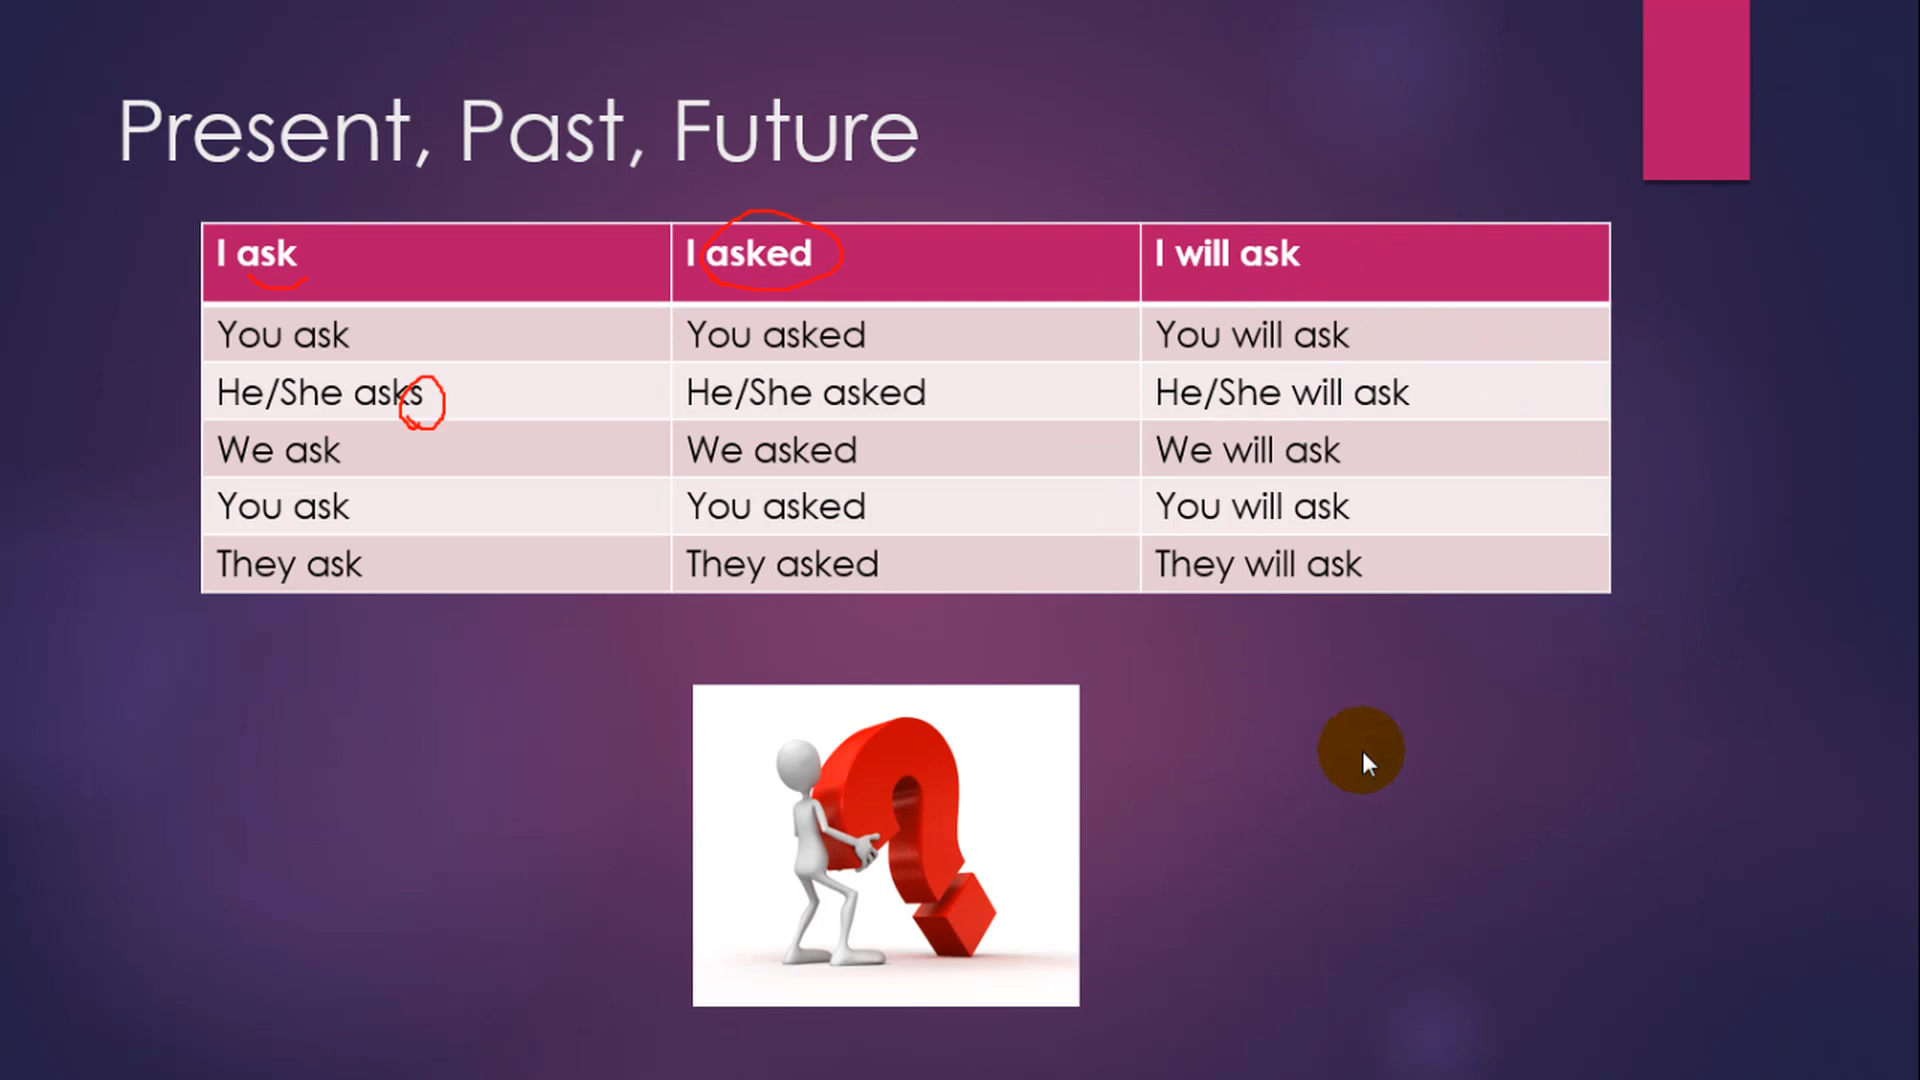 Present, Past, Future
I ask I asked I will ask
You ask You asked You will ask
He/She asks He/She asked He/She will ask
We ask We asked We will ask
You ask You asked You will ask
They ask They asked They will ask